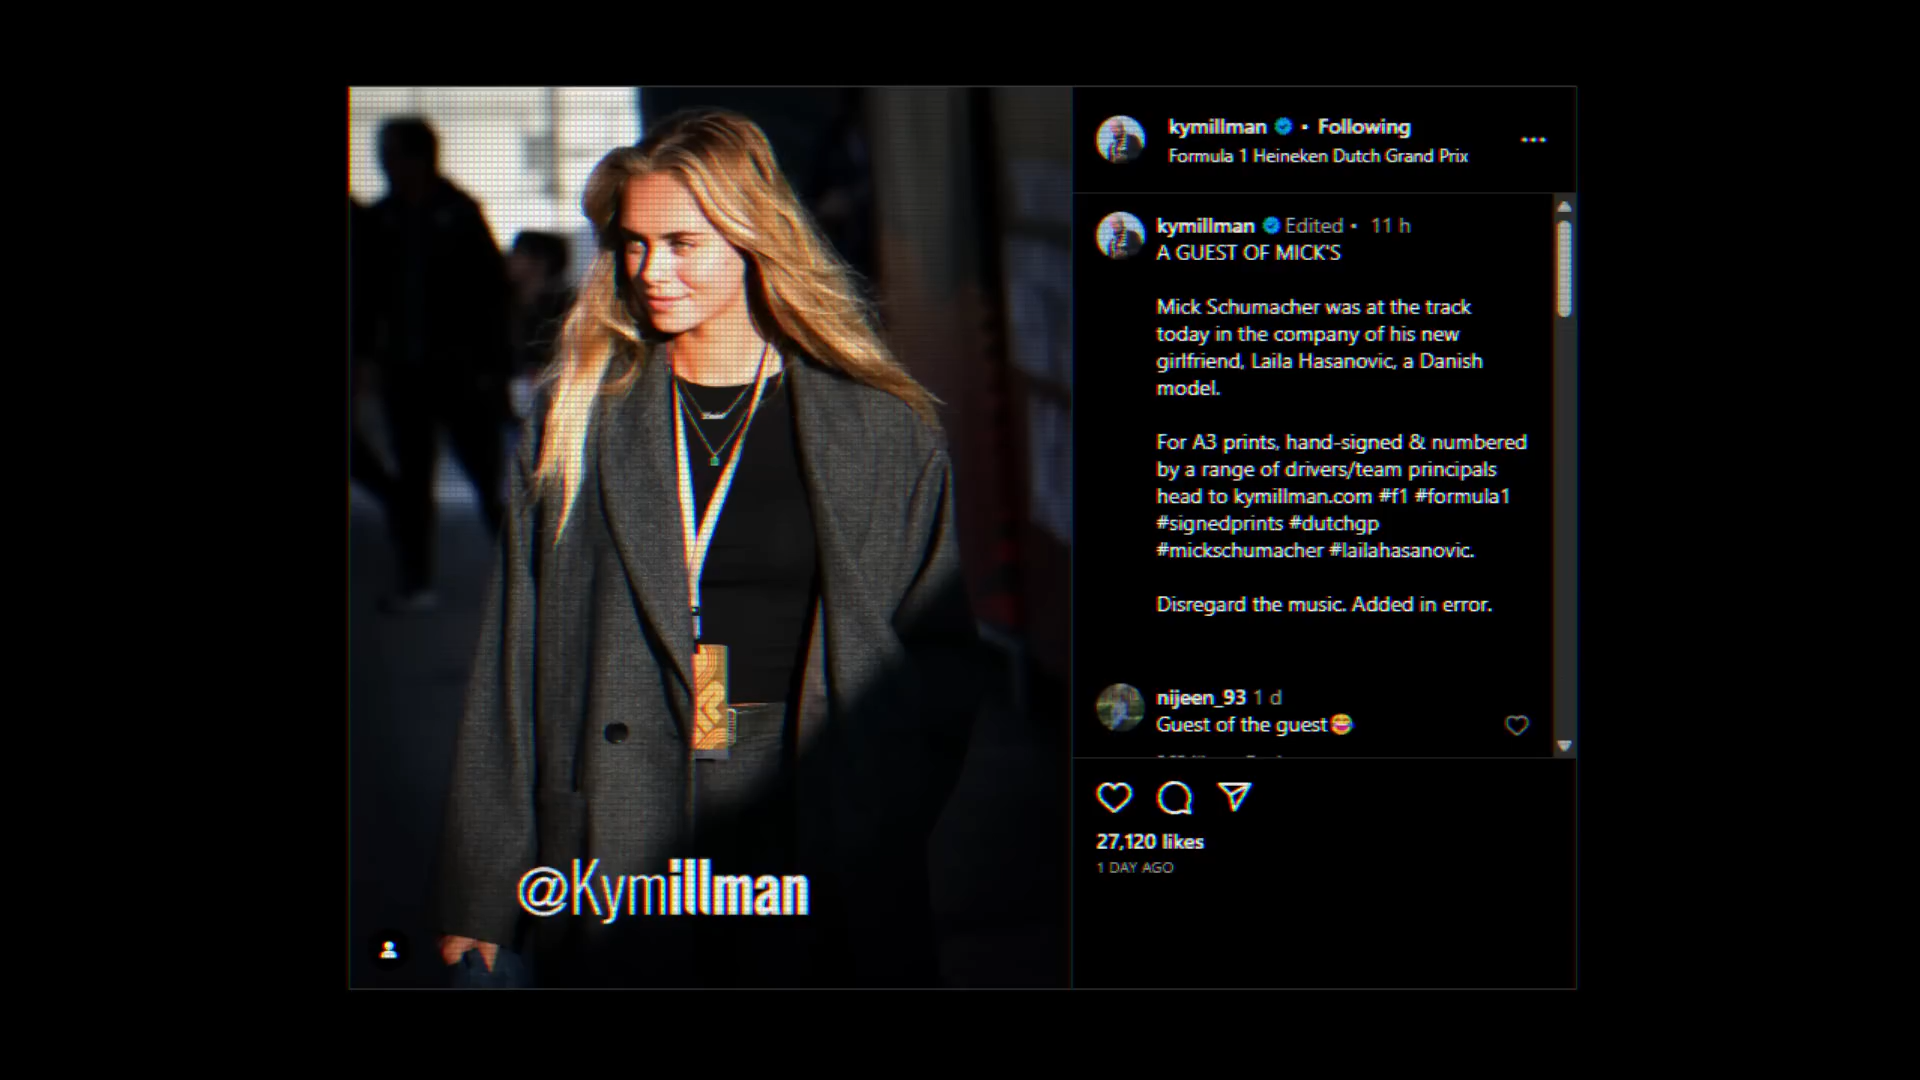 @Kymillman
kymillman • Following
Formula 1 Heineken Dutch Grand Prix
kymillman Edited • 11 h
A GUEST OF MICK'S
Mick Schumacher was at the track
today in the company of his new
girlfriend, Laila Hasanovic, a Danish
model.
For A3 prints, hand-signed & numbered
by a range of drivers/team principals
head to kymillman.com #f1 #formula1
#signedprints #dutchgp
#mickschumacher #lailahasanovic.
Disregard the music. Added in error.
nijeen_93 1 d
Guest of the guest😅
27,120 likes
1 DAY AGO